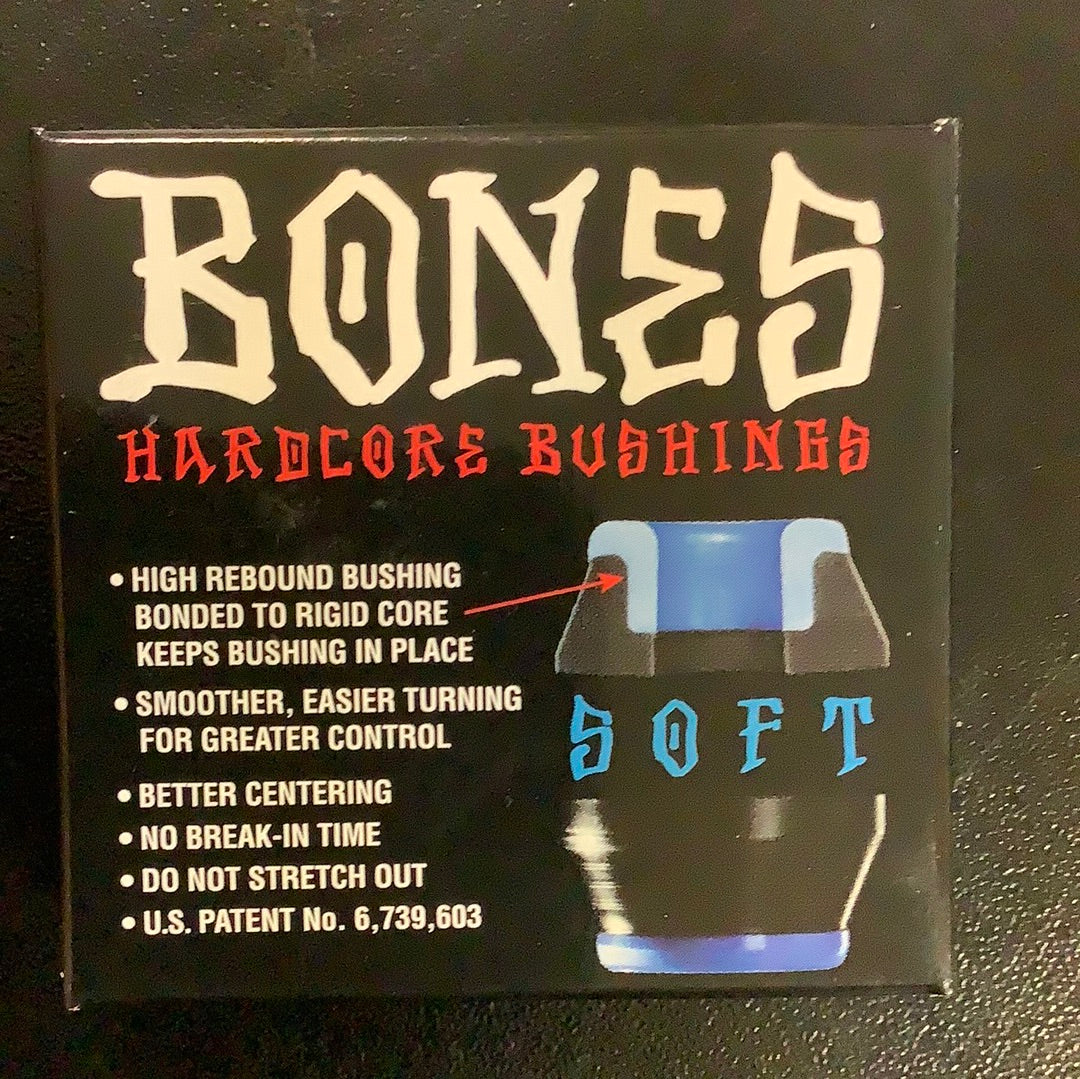 BONES
HARDCORE BUSHINGS
• HIGH REBOUND BUSHING
BONDED TO RIGID CORE
KEEPS BUSHING IN PLACE
• SMOOTHER, EASIER TURNING
FOR GREATER CONTROL
• BETTER CENTERING
• NO BREAK-IN TIME
• DO NOT STRETCH OUT
• U.S. PATENT No. 6,739,603
SOFT